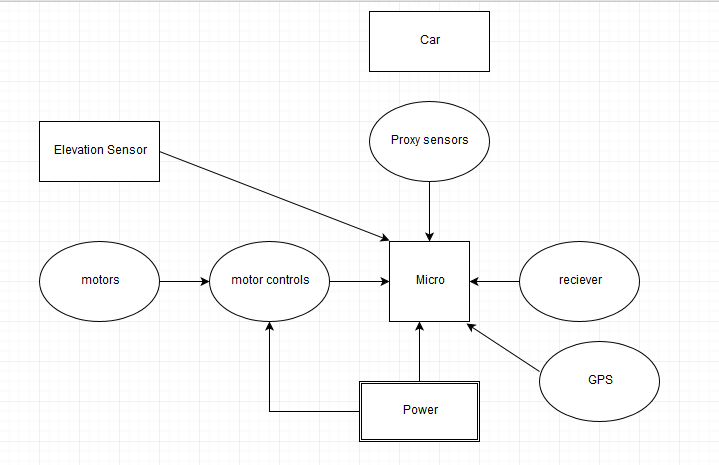 Car
Proxy sensors
Elevation Sensor
motors
motor controls
Micro
reciever
GPS
Power